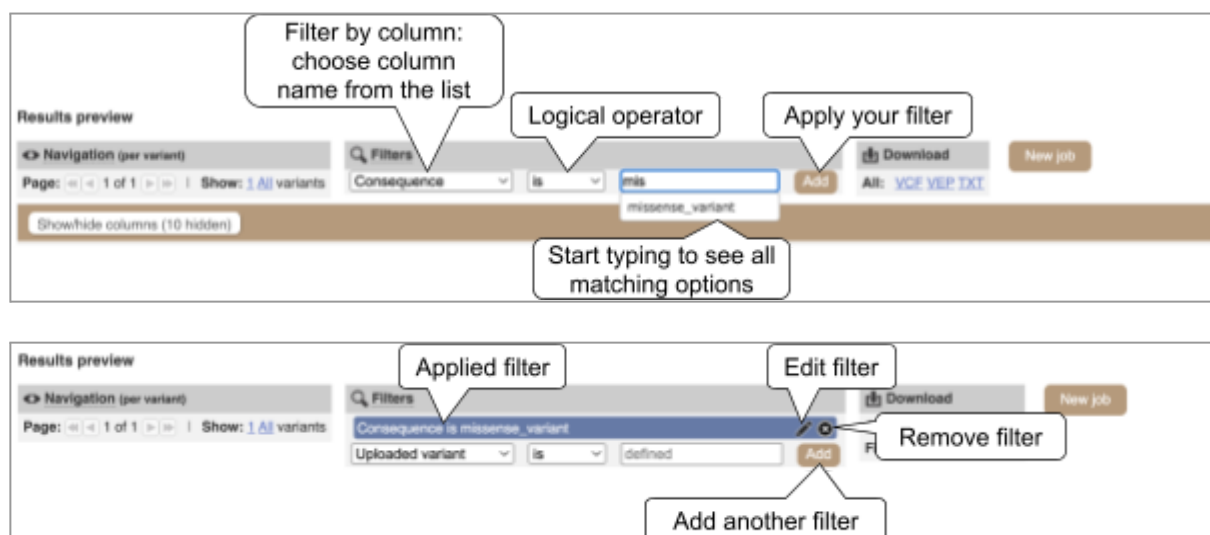 Filter by column:
choose column
name from the list
Logical operator
Apply your filter
Results preview
Navigation (per variant)
Filters
Download
New job
Page: 1 of 1 | Show: 1 All variants
Consequence
is
mis
Add
All: VCF VEP TXT
missense_variant
Show/hide columns (10 hidden)
Start typing to see all
matching options
Results preview
Applied filter
Edit filter
Navigation (per variant)
Filters
Download
New job
Page: 1 of 1 | Show: 1 All variants
Consequence is missense_variant
Remove filter
Uploaded variant
is
defined
Add
Add another filter